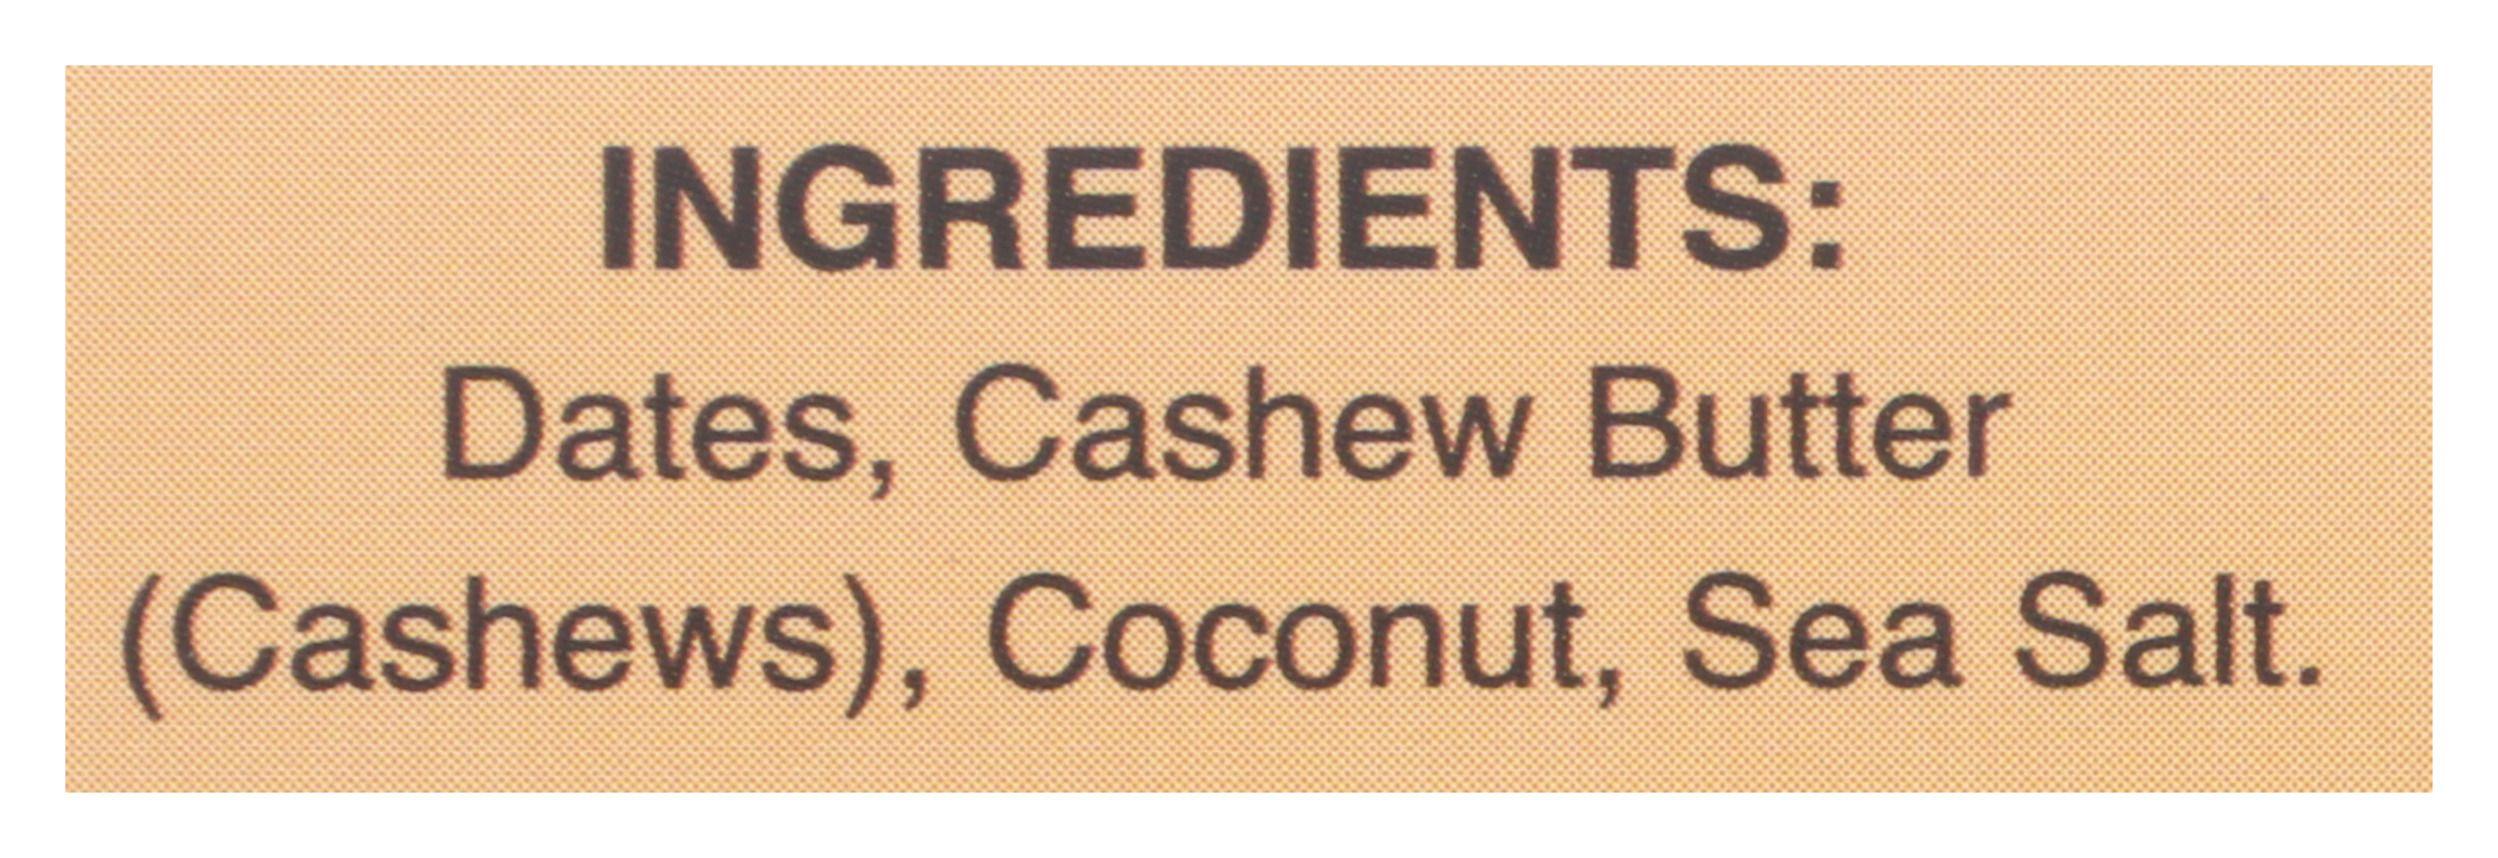 INGREDIENTS:
Dates, Cashew Butter
(Cashews), Coconut, Sea Salt.